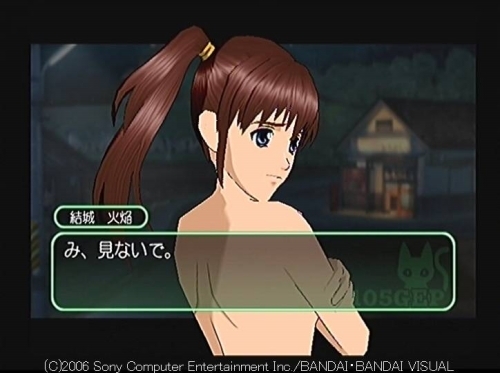 結城 火焔
み、見ないで。
105GEP
(C)2006 Sony Computer Entertainment Inc./BANDAI・BANDAI VISUAL